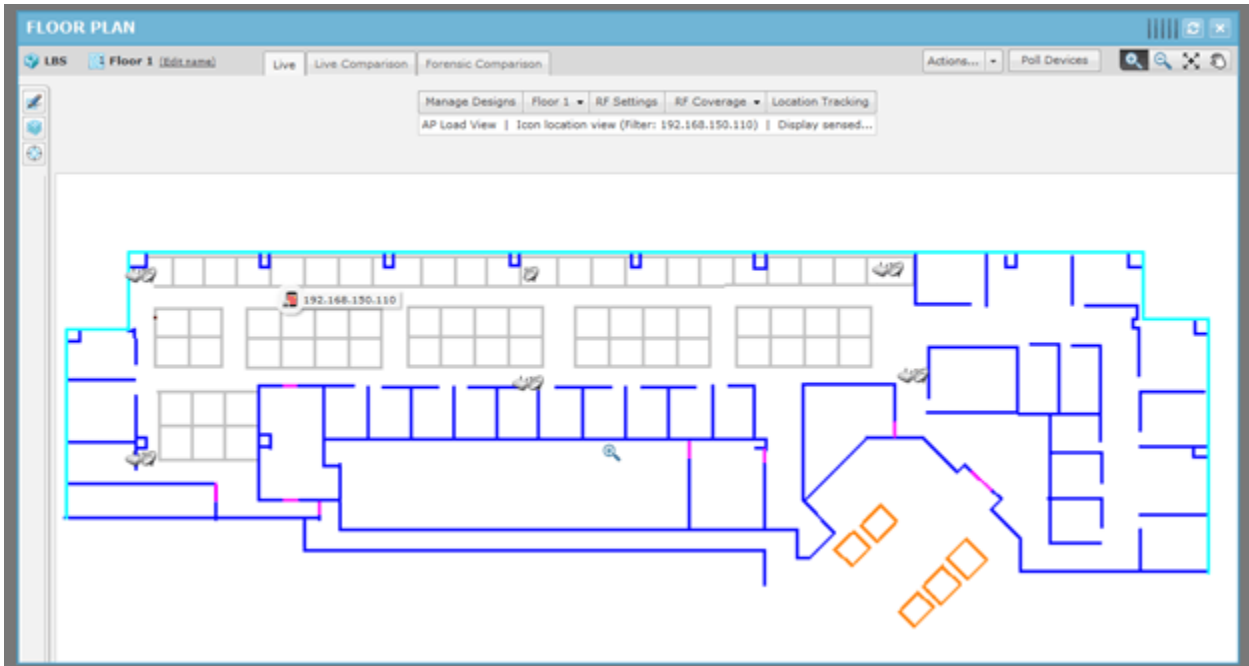 FLOOR PLAN
LBS Floor 1 (Edit name) Live Live Comparison Forensic Comparison Actions... Poll Devices
Manage Designs Floor 1 RF Settings RF Coverage Location Tracking
AP Load View | Icon location view (Filter: 192.168.150.110) | Display sensed...
192.168.150.110